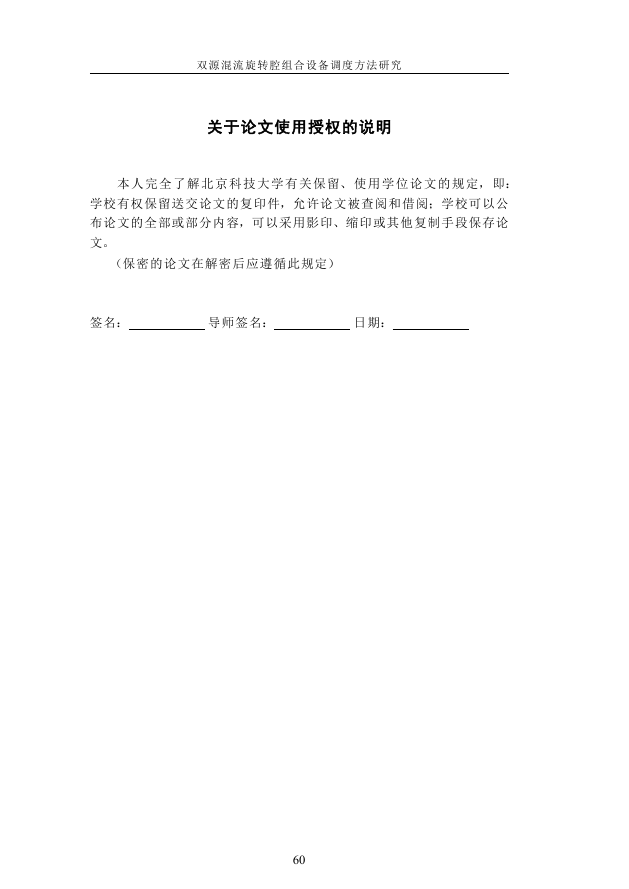 双源混流旋转腔组合设备调度方法研究
关于论文使用授权的说明
本人完全了解北京科技大学有关保留、使用学位论文的规定，即：
学校有权保留送交论文的复印件，允许论文被查阅和借阅；学校可以公
布论文的全部或部分内容，可以采用影印、缩印或其他复制手段保存论
文。
（保密的论文在解密后应遵循此规定）
签名：__________ 导师签名：__________ 日期：__________
60